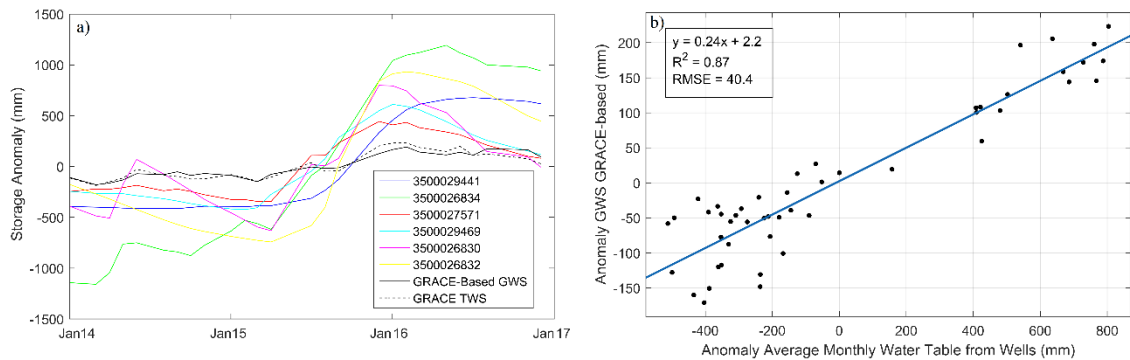 a)
Storage Anomaly (mm)
1500
1000
500
0
-500
-1000
-1500
Jan14
Jan15
Jan16
Jan17
3500029441
3500026834
3500027571
3500029469
3500026830
3500026832
GRACE-Based GWS
GRACE TWS
b)
y = 0.24x + 2.2
R² = 0.87
RMSE = 40.4
Anomaly GWS GRACE-based (mm)
200
150
100
50
0
-50
-100
-150
-400
-200
0
200
400
600
800
Anomaly Average Monthly Water Table from Wells (mm)